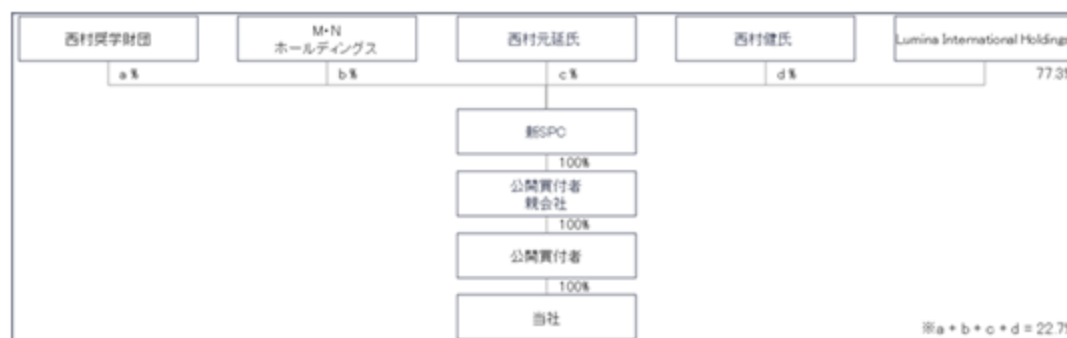 西村奨学財団
M・N
ホールディングス
西村元延氏
西村健氏
Lumina International Holdings
a %
b %
c %
d %
77.3%
新SPC
100%
公開買付者
親会社
100%
公開買付者
100%
当社
※a + b + c + d = 22.7%